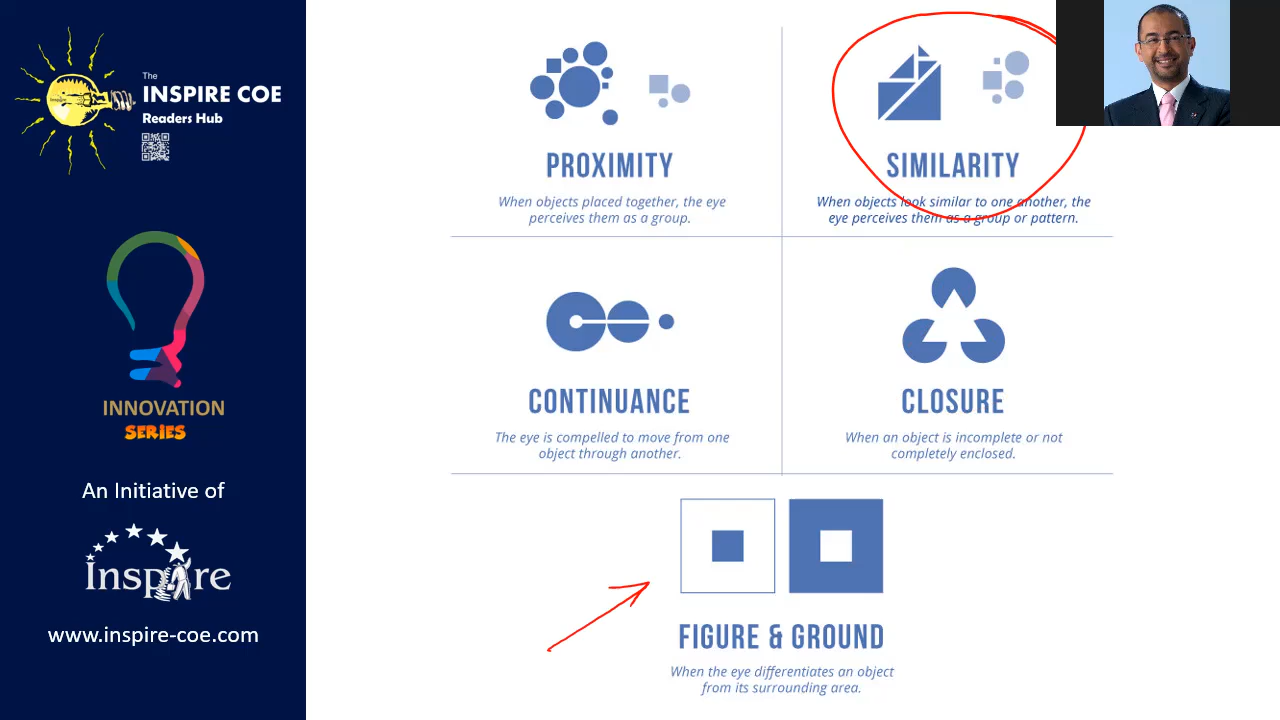 The
INSPIRE COE
Readers Hub
INNOVATION
SERIES
An Initiative of
Inspire
www.inspire-coe.com
PROXIMITY
When objects placed together, the eye
perceives them as a group.
SIMILARITY
When objects look similar to one another, the
eye perceives them as a group or pattern.
CONTINUANCE
The eye is compelled to move from one
object through another.
CLOSURE
When an object is incomplete or not
completely enclosed.
FIGURE & GROUND
When the eye differentiates an object
from its surrounding area.